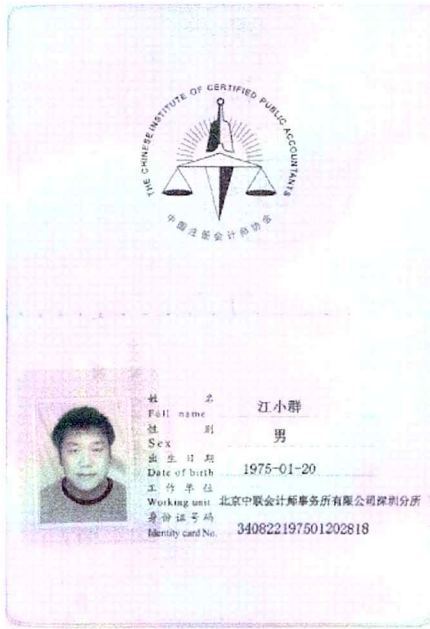 THE CHINESE INSTITUTE OF CERTIFIED PUBLIC ACCOUNTANTS
中国注册会计师协会
姓 名 江小群
Full name
性 别 男
Sex
出生日期
Date of birth 1975-01-20
工作单位
Working unit 北京中联会计师事务所有限公司深圳分所
身份证号码
Identity card No. 340822197501202818